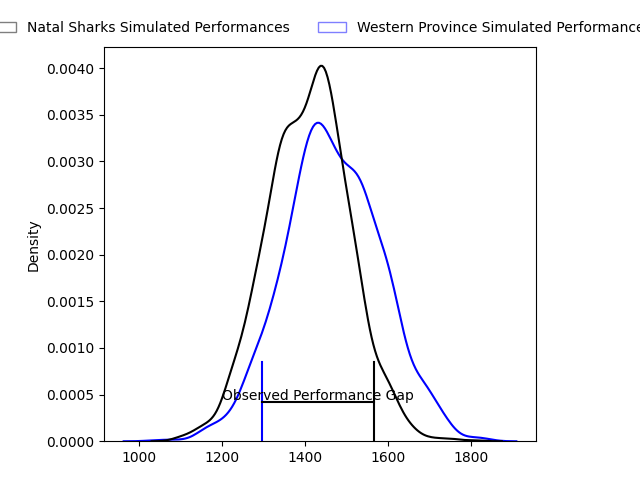 Natal Sharks Simulated Performances
Western Province Simulated Performance
0.0040
0.0035
0.0030
0.0025
0.0020
0.0015
0.0010
0.0005
0.0000
Density
Observed Performance Gap
1000 1200 1400 1600 1800